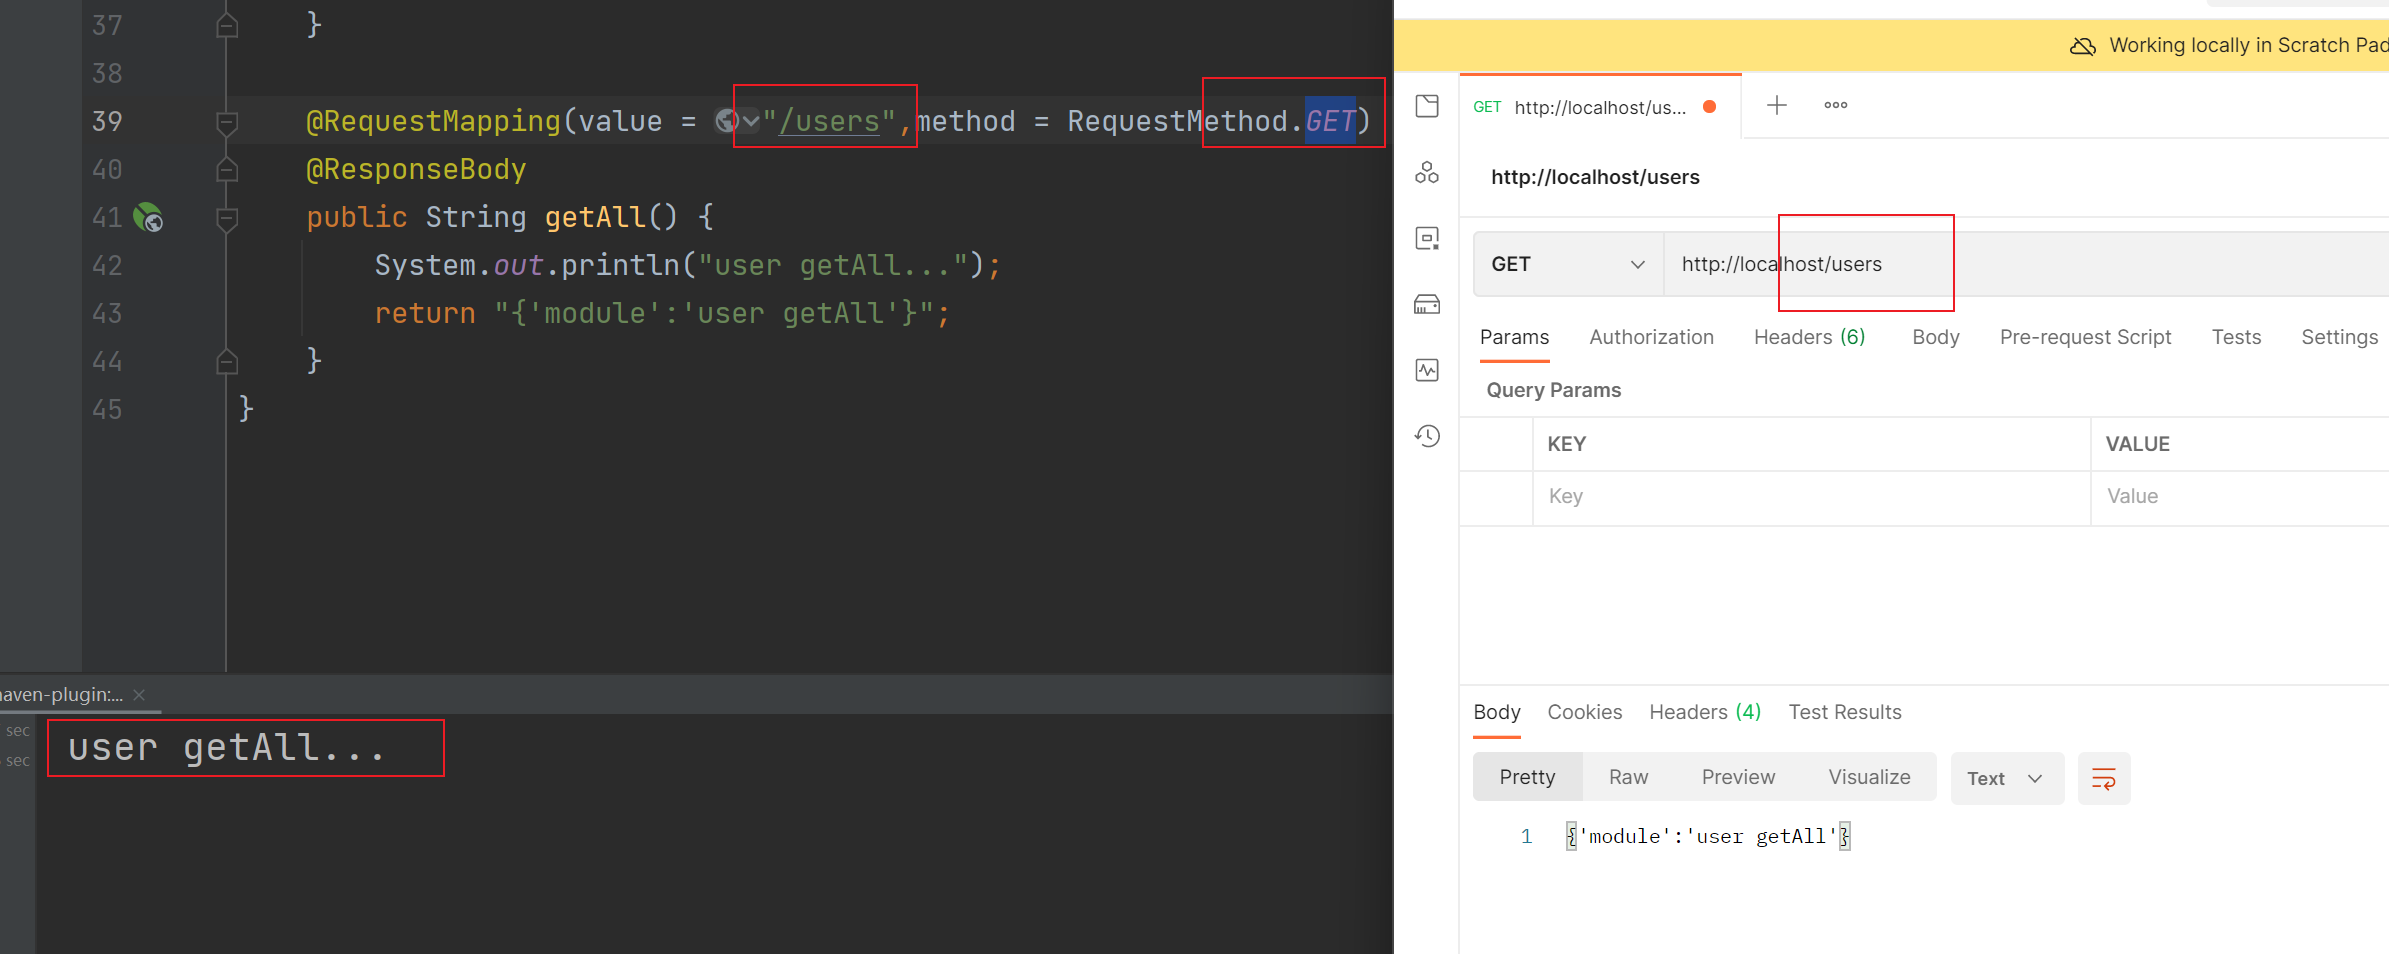 37 }
38
39 @RequestMapping(value = "/users",method = RequestMethod.GET)
40 @ResponseBody
41 public String getAll() {
42 System.out.println("user getAll...");
43 return "{'module':'user getAll'}";
44 }
45 }
aven-plugin:...
sec
sec
user getAll...
Working locally in Scratch Pad
GET http://localhost/us...
http://localhost/users
GET http://localhost/users
Params Authorization Headers (6) Body Pre-request Script Tests Settings
Query Params
KEY VALUE
Key Value
Body Cookies Headers (4) Test Results
Pretty Raw Preview Visualize Text
1 {'module':'user getAll'}